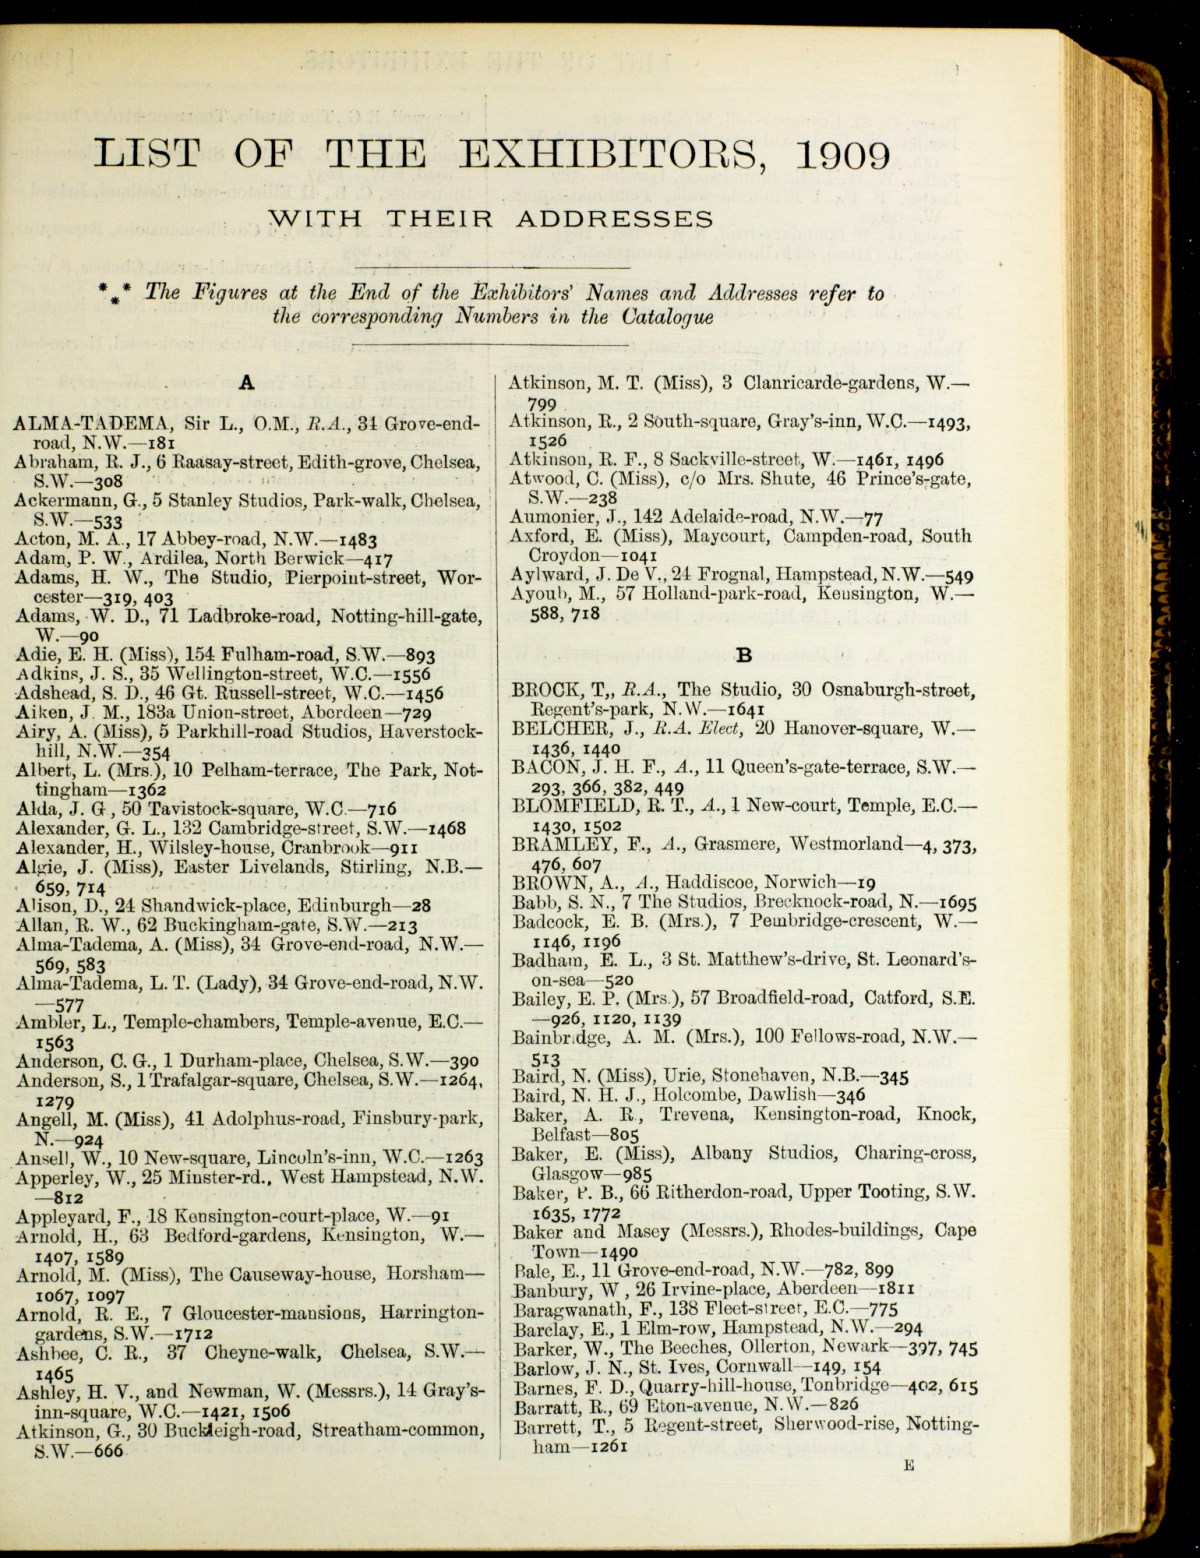 LIST OF THE EXHIBITORS, 1909
WITH THEIR ADDRESSES
*** The Figures at the End of the Exhibitors' Names and Addresses refer to
the corresponding Numbers in the Catalogue
A
ALMA-TADEMA, Sir L., O.M., R.A., 34 Grove-end-
road, N.W.—181
Abraham, R. J., 6 Raasay-street, Edith-grove, Chelsea,
S.W.—308
Ackermann, G., 5 Stanley Studios, Park-walk, Chelsea,
S.W.—533
Acton, M. A., 17 Abbey-road, N.W.—1483
Adam, P. W., Ardilea, North Berwick—417
Adams, H. W., The Studio, Pierpoint-street, Wor-
cester—319, 403
Adams, W. D., 71 Ladbroke-road, Notting-hill-gate,
W.—90
Adie, E. H. (Miss), 154 Fulham-road, S.W.—893
Adkins, J. S., 35 Wellington-street, W.C.—1556
Adshead, S. D., 46 Gt. Russell-street, W.C.—1456
Aiken, J. M., 183a Union-street, Aberdeen—729
Airy, A. (Miss), 5 Parkhill-road Studios, Haverstock-
hill, N.W.—354
Albert, L. (Mrs.), 10 Pelham-terrace, The Park, Not-
tingham—1362
Alda, J. G., 50 Tavistock-square, W.C.—716
Alexander, G. L., 132 Cambridge-street, S.W.—1468
Alexander, H., Wilsley-house, Cranbrook—911
Algie, J. (Miss), Easter Livelands, Stirling, N.B.—
659, 714
Alison, D., 24 Shandwick-place, Edinburgh—28
Allan, R. W., 62 Buckingham-gate, S.W.—213
Alma-Tadema, A. (Miss), 34 Grove-end-road, N.W.—
569, 583
Alma-Tadema, L. T. (Lady), 34 Grove-end-road, N.W.
—577
Ambler, L., Temple-chambers, Temple-avenue, E.C.—
1563
Anderson, C. G., 1 Durham-place, Chelsea, S.W.—390
Anderson, S., 1 Trafalgar-square, Chelsea, S.W.—1264,
1279
Angell, M. (Miss), 41 Adolphus-road, Finsbury-park,
N.—924
Ansell, W., 10 New-square, Lincoln's-inn, W.C.—1263
Apperley, W., 25 Minster-rd., West Hampstead, N.W.
—812
Appleyard, F., 18 Kensington-court-place, W.—91
Arnold, H., 63 Bedford-gardens, Kensington, W.—
1407, 1589
Arnold, M. (Miss), The Causeway-house, Horsham—
1067, 1097
Arnold, R. E., 7 Gloucester-mansions, Harrington-
gardens, S.W.—1712
Ashbee, C. R., 37 Cheyne-walk, Chelsea, S.W.—
1465
Ashley, H. V., and Newman, W. (Messrs.), 14 Gray's-
inn-square, W.C.—1421, 1506
Atkinson, G., 30 Buckleigh-road, Streatham-common,
S.W.—666
Atkinson, M. T. (Miss), 3 Clanricarde-gardens, W.—
799
Atkinson, R., 2 South-square, Gray's-inn, W.C.—1493,
1526
Atkinson, R. F., 8 Sackville-street, W.—1461, 1496
Atwood, C. (Miss), c/o Mrs. Shute, 46 Prince's-gate,
S.W.—238
Aumonier, J., 142 Adelaide-road, N.W.—77
Axford, E. (Miss), Maycourt, Campden-road, South
Croydon—1041
Aylward, J. De V., 24 Frognal, Hampstead, N.W.—549
Ayoub, M., 57 Holland-park-road, Kensington, W.—
588, 718
B
BROCK, T., R.A., The Studio, 30 Osnaburgh-street,
Regent's-park, N.W.—1641
BELCHER, J., R.A. Elect, 20 Hanover-square, W.—
1436, 1440
BACON, J. H. F., A., 11 Queen's-gate-terrace, S.W.—
293, 366, 382, 449
BLOMFIELD, R. T., A., 1 New-court, Temple, E.C.—
1430, 1502
BRAMLEY, F., A., Grasmere, Westmorland—4, 373,
476, 607
BROWN, A., A., Haddiscoe, Norwich—19
Babb, S. N., 7 The Studios, Brecknock-road, N.—1695
Badcock, E. B. (Mrs.), 7 Pembridge-crescent, W.—
1146, 1196
Badham, E. L., 3 St. Matthew's-drive, St. Leonard's-
on-sea—520
Bailey, E. P. (Mrs.), 57 Broadfield-road, Catford, S.E.
—926, 1120, 1139
Bainbridge, A. M. (Mrs.), 100 Fellows-road, N.W.—
513
Baird, N. (Miss), Urie, Stonehaven, N.B.—345
Baird, N. H. J., Holcombe, Dawlish—346
Baker, A. R., Trevena, Kensington-road, Knock,
Belfast—805
Baker, E. (Miss), Albany Studios, Charing-cross,
Glasgow—985
Baker, P. B., 66 Ritherdon-road, Upper Tooting, S.W.
1635, 1772
Baker and Masey (Messrs.), Rhodes-buildings, Cape
Town—1490
Bale, E., 11 Grove-end-road, N.W.—782, 899
Banbury, W., 26 Irvine-place, Aberdeen—1811
Baragwanath, F., 138 Fleet-street, E.C.—775
Barclay, E., 1 Elm-row, Hampstead, N.W.—294
Barker, W., The Beeches, Ollerton, Newark—397, 745
Barlow, J. N., St. Ives, Cornwall—149, 154
Barnes, F. D., Quarry-hill-house, Tonbridge—402, 615
Barratt, R., 69 Eton-avenue, N.W.—826
Barrett, T., 5 Regent-street, Sherwood-rise, Notting-
ham—1261
E